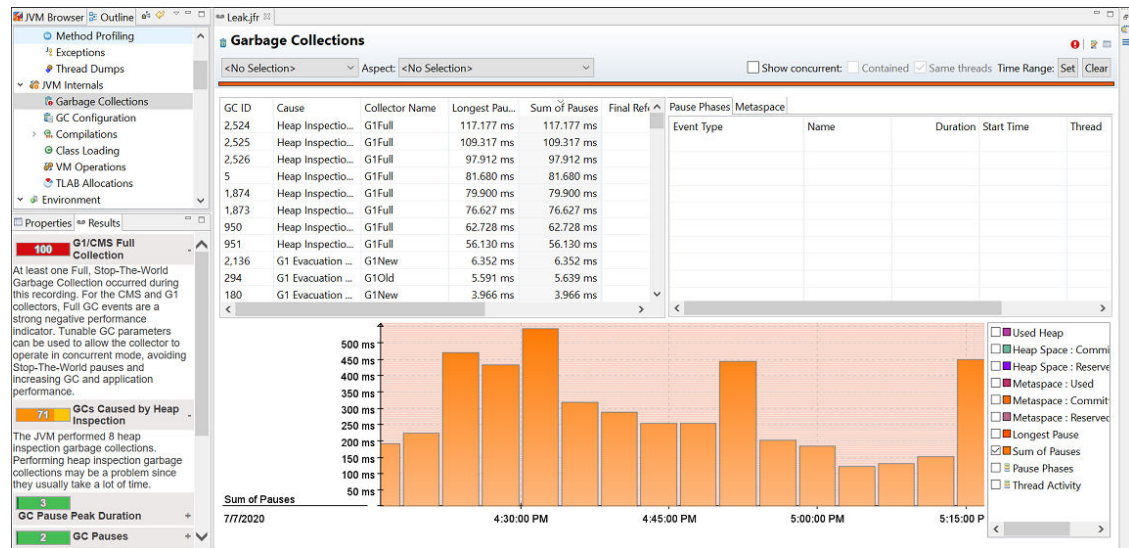 JVM Browser Outline
Method Profiling
Exceptions
Thread Dumps
JVM Internals
Garbage Collections
GC Configuration
Compilations
Class Loading
VM Operations
TLAB Allocations
Environment
Properties Results
100 G1/CMS Full Collection -
At least one Full, Stop-The-World
Garbage Collection occurred during
this recording. For the CMS and G1
collectors, Full GC events are a
strong negative performance
indicator. Tunable GC parameters
can be used to allow the collector to
operate in concurrent mode, avoiding
Stop-The-World pauses and
increasing GC and application
performance.
71 GCs Caused by Heap Inspection -
The JVM performed 8 heap
inspection garbage collections.
Performing heap inspection garbage
collections may be a problem since
they usually take a lot of time.
3
GC Pause Peak Duration +
2 GC Pauses +
Leak.jfr
Garbage Collections
<No Selection> Aspect: <No Selection> Show concurrent: Contained Same threads Time Range: Set Clear
GC ID Cause Collector Name Longest Pau... Sum of Pauses Final Refe
2,524 Heap Inspectio... G1Full 117.177 ms 117.177 ms
2,525 Heap Inspectio... G1Full 109.317 ms 109.317 ms
2,526 Heap Inspectio... G1Full 97.912 ms 97.912 ms
5 Heap Inspectio... G1Full 81.680 ms 81.680 ms
1,874 Heap Inspectio... G1Full 79.900 ms 79.900 ms
1,873 Heap Inspectio... G1Full 76.627 ms 76.627 ms
950 Heap Inspectio... G1Full 62.728 ms 62.728 ms
951 Heap Inspectio... G1Full 56.130 ms 56.130 ms
2,136 G1 Evacuation ... G1New 6.352 ms 6.352 ms
294 G1 Evacuation ... G1Old 5.591 ms 5.639 ms
180 G1 Evacuation ... G1New 3.966 ms 3.966 ms
Pause Phases Metaspace
Event Type Name Duration Start Time Thread
500 ms
450 ms
400 ms
350 ms
300 ms
250 ms
200 ms
150 ms
100 ms
50 ms
Sum of Pauses
7/7/2020 4:30:00 PM 4:45:00 PM 5:00:00 PM 5:15:00 P
Used Heap
Heap Space : Commi
Heap Space : Reserve
Metaspace : Used
Metaspace : Commit
Metaspace : Reserved
Longest Pause
Sum of Pauses
Pause Phases
Thread Activity